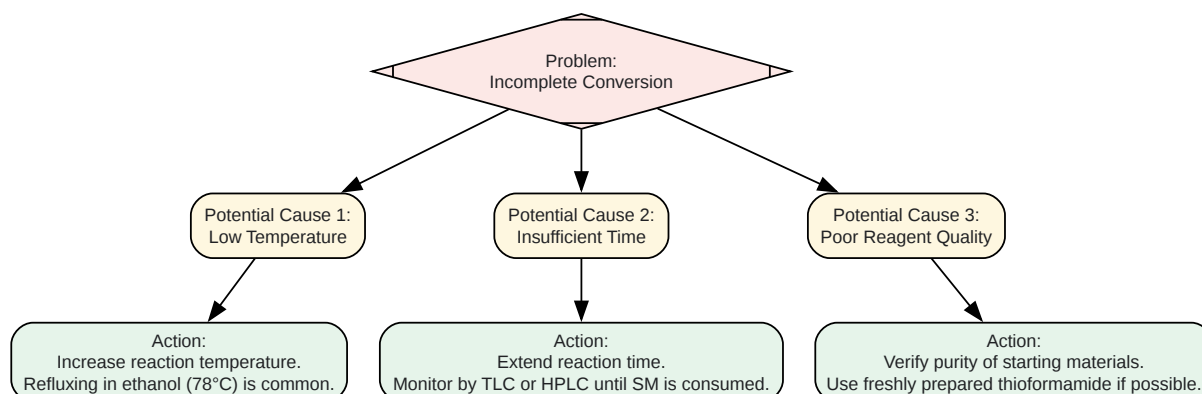 Problem:
Incomplete Conversion
Potential Cause 1:
Low Temperature
Potential Cause 2:
Insufficient Time
Potential Cause 3:
Poor Reagent Quality
Action:
Increase reaction temperature.
Refluxing in ethanol (78°C) is common.
Action:
Extend reaction time.
Monitor by TLC or HPLC until SM is consumed.
Action:
Verify purity of starting materials.
Use freshly prepared thioformamide if possible.